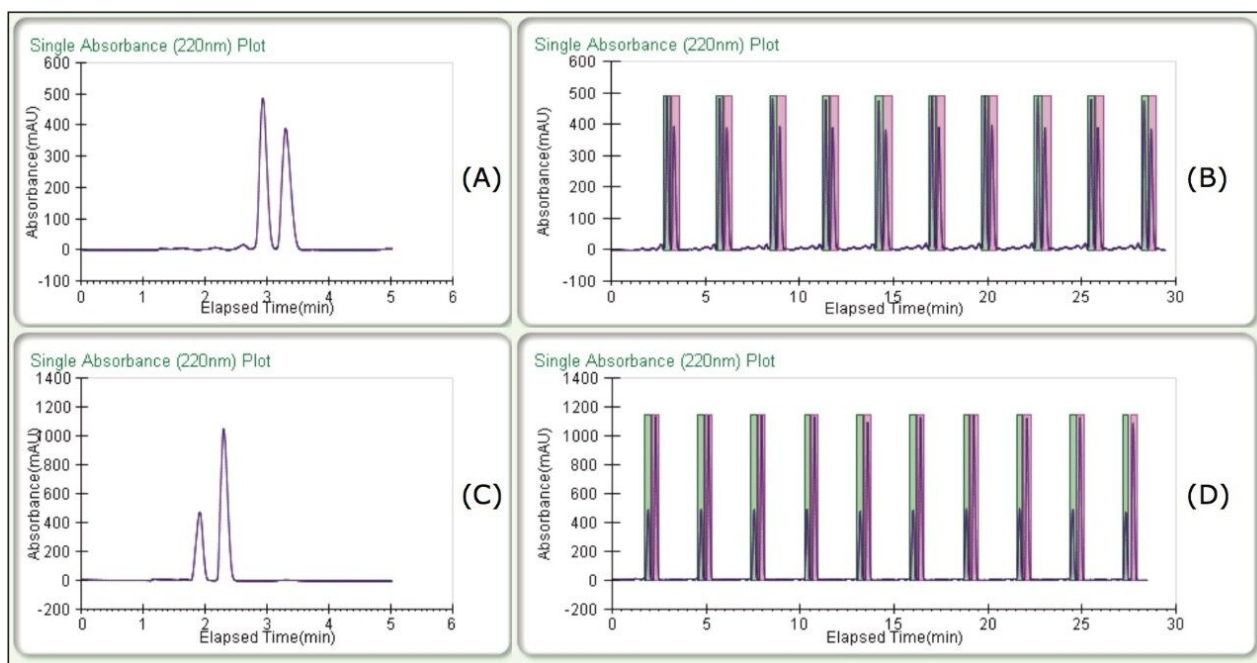 Single Absorbance (220nm) Plot
600
500
400
300
200
100
0
-100
Absorbance(mAU)
0 1 2 3 4 5 6
Elapsed Time(min)
(A)
Single Absorbance (220nm) Plot
600
500
400
300
200
100
0
-100
Absorbance(mAU)
0 5 10 15 20 25 30
Elapsed Time(min)
(B)
Single Absorbance (220nm) Plot
1400
1200
1000
800
600
400
200
0
-200
Absorbance(mAU)
0 1 2 3 4 5 6
Elapsed Time(min)
(C)
Single Absorbance (220nm) Plot
1400
1200
1000
800
600
400
200
0
-200
Absorbance(mAU)
0 5 10 15 20 25 30
Elapsed Time(min)
(D)